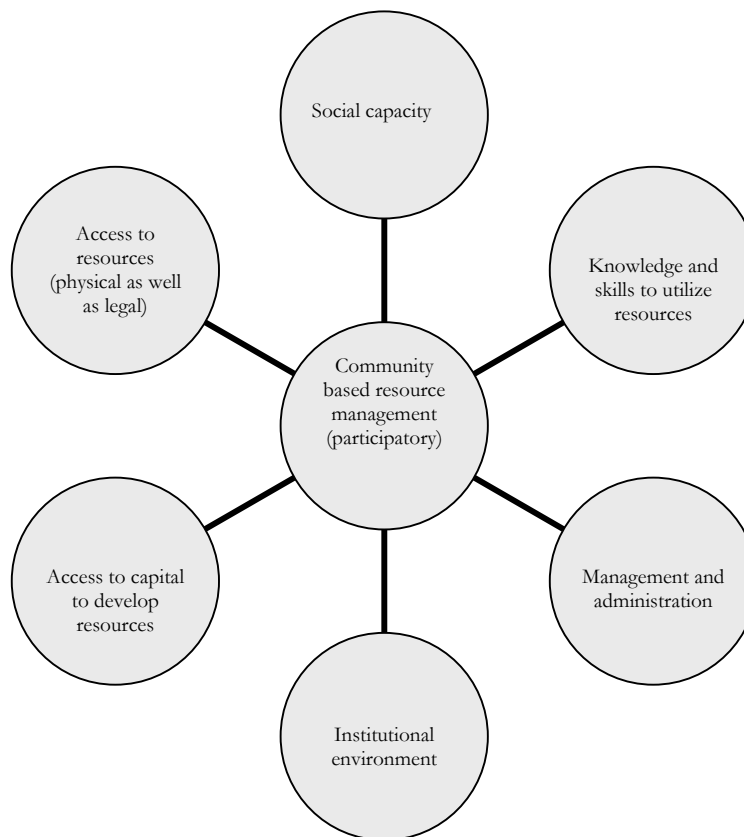 Social capacity
Access to
resources
(physical as well
as legal)
Knowledge and
skills to utilize
resources
Community
based resource
management
(participatory)
Access to capital
to develop
resources
Management and
administration
Institutional
environment